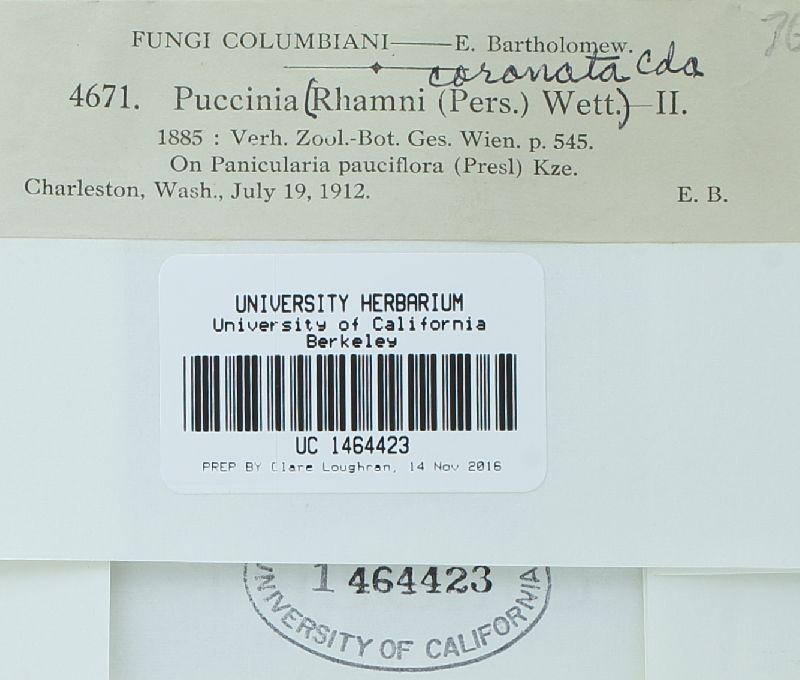 FUNGI COLUMBIANI—E. Bartholomew.
coronata Cda
4671. Puccinia (Rhamni (Pers.) Wett.)—II.
1885 : Verh. Zool.-Bot. Ges. Wien. p. 545.
On Panicularia pauciflora (Presl) Kze.
Charleston, Wash., July 19, 1912. E. B.
UNIVERSITY HERBARIUM
University of California
Berkeley
UC 1464423
PREP BY Clare Loughran, 14 Nov 2016
1464423
UNIVERSITY OF CALIFORNIA